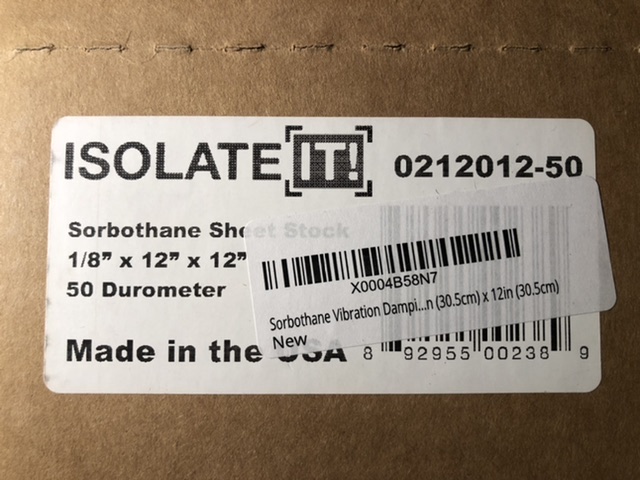 ISOLATE IT!
0212012-50
Sorbothane Sheet Stock
1/8” x 12” x 12”
50 Durometer
X0004B58N7
Sorbothane Vibration Dampi...n (30.5cm) x 12in (30.5cm)
New
Made in the USA
8 92955 00238 9